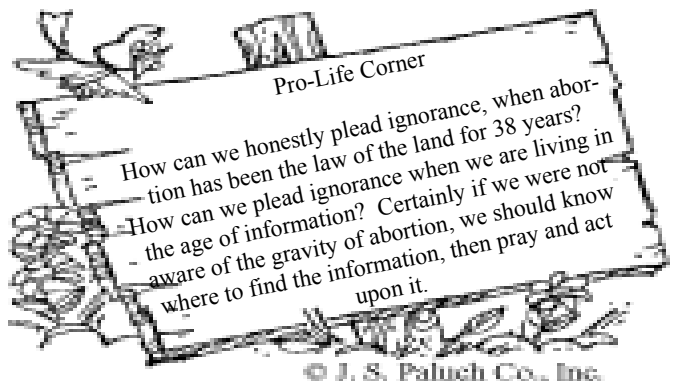 Pro-Life Corner
How can we honestly plead ignorance, when abor-
tion has been the law of the land for 38 years?
How can we plead ignorance when we are living in
the age of information?  Certainly if we were not
aware of the gravity of abortion, we should know
where to find the information, then pray and act
upon it.
© J. S. Paluch Co., Inc.